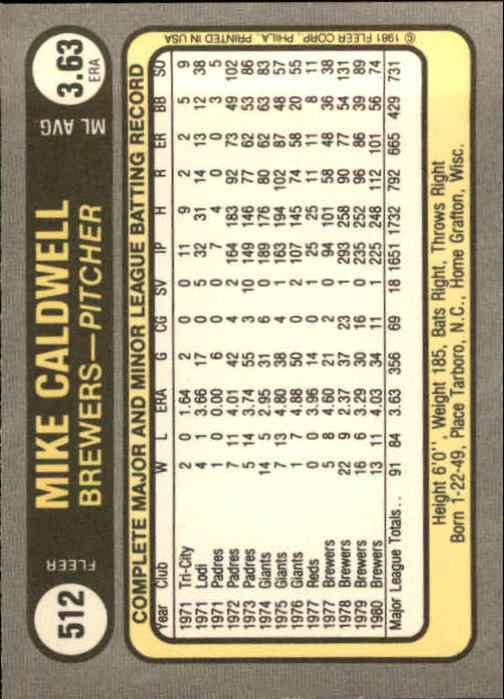 512
FLEER
MIKE CALDWELL
BREWERS—PITCHER
ML AVG.
3.63
ERA
COMPLETE MAJOR AND MINOR LEAGUE BATTING RECORD
Year Club W L ERA G CG SV IP H R ER BB SO
1971 Tri-City 2 0 1.64 2 0 0 11 9 2 2 5 9
1971 Lodi 4 1 3.66 17 0 5 32 31 14 13 12 38
1971 Padres 1 0 0.00 6 0 0 7 4 0 0 3 5
1972 Padres 7 11 4.01 42 4 2 164 183 92 73 49 102
1973 Padres 5 14 3.74 55 3 10 149 146 77 62 53 86
1974 Giants 14 5 2.95 31 6 0 189 176 80 62 63 83
1975 Giants 7 13 4.80 38 4 1 163 194 102 87 48 57
1976 Giants 1 7 4.88 50 0 2 107 145 74 58 20 55
1977 Reds 0 0 3.96 14 0 1 25 25 11 11 8 11
1977 Brewers 5 8 4.60 21 2 0 94 101 58 48 36 38
1978 Brewers 22 9 2.37 37 23 1 293 258 90 77 54 131
1979 Brewers 16 6 3.29 30 16 0 235 252 96 86 39 89
1980 Brewers 13 11 4.03 34 11 1 225 248 112 101 56 74
Major League Totals . . 91 84 3.63 356 69 18 1651 1732 792 665 429 731
Height 6'0'', Weight 185, Bats Right, Throws Right
Born 1-22-49, Place Tarboro, N.C., Home Grafton, Wisc.
© 1981 FLEER CORP., PHILA., PRINTED IN USA